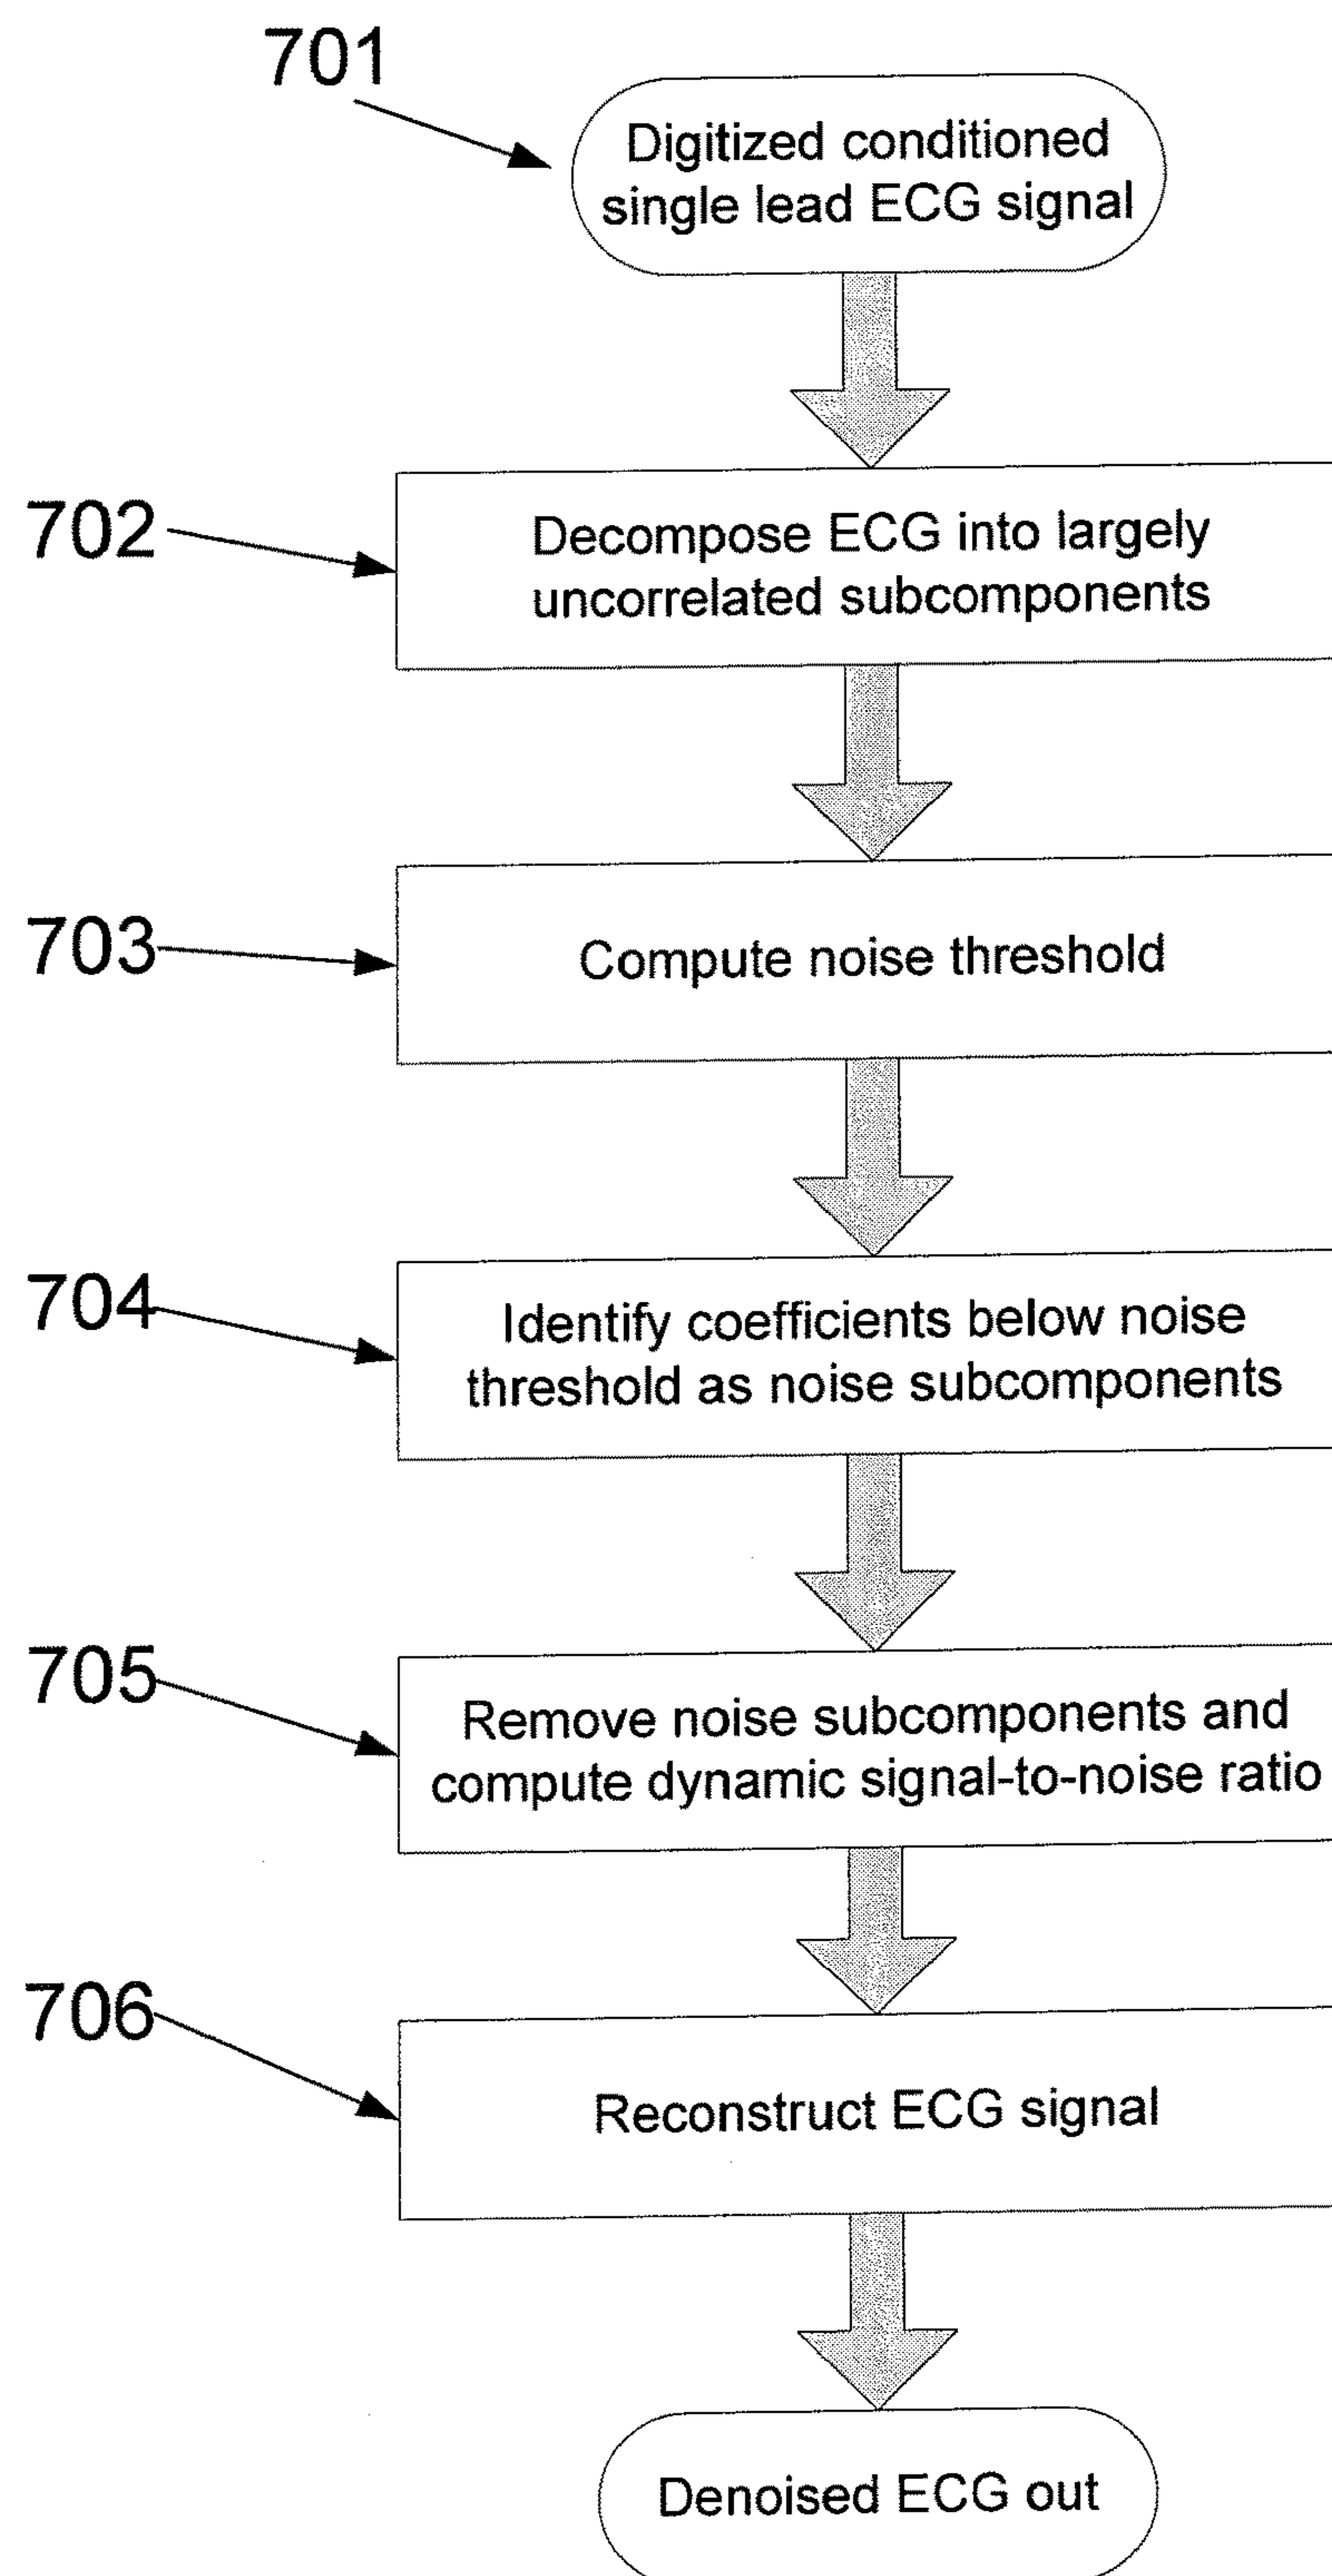 701
Digitized conditioned
single lead ECG signal
702
Decompose ECG into largely
uncorrelated subcomponents
703
Compute noise threshold
704
Identify coefficients below noise
threshold as noise subcomponents
705
Remove noise subcomponents and
compute dynamic signal-to-noise ratio
706
Reconstruct ECG signal
Denoised ECG out